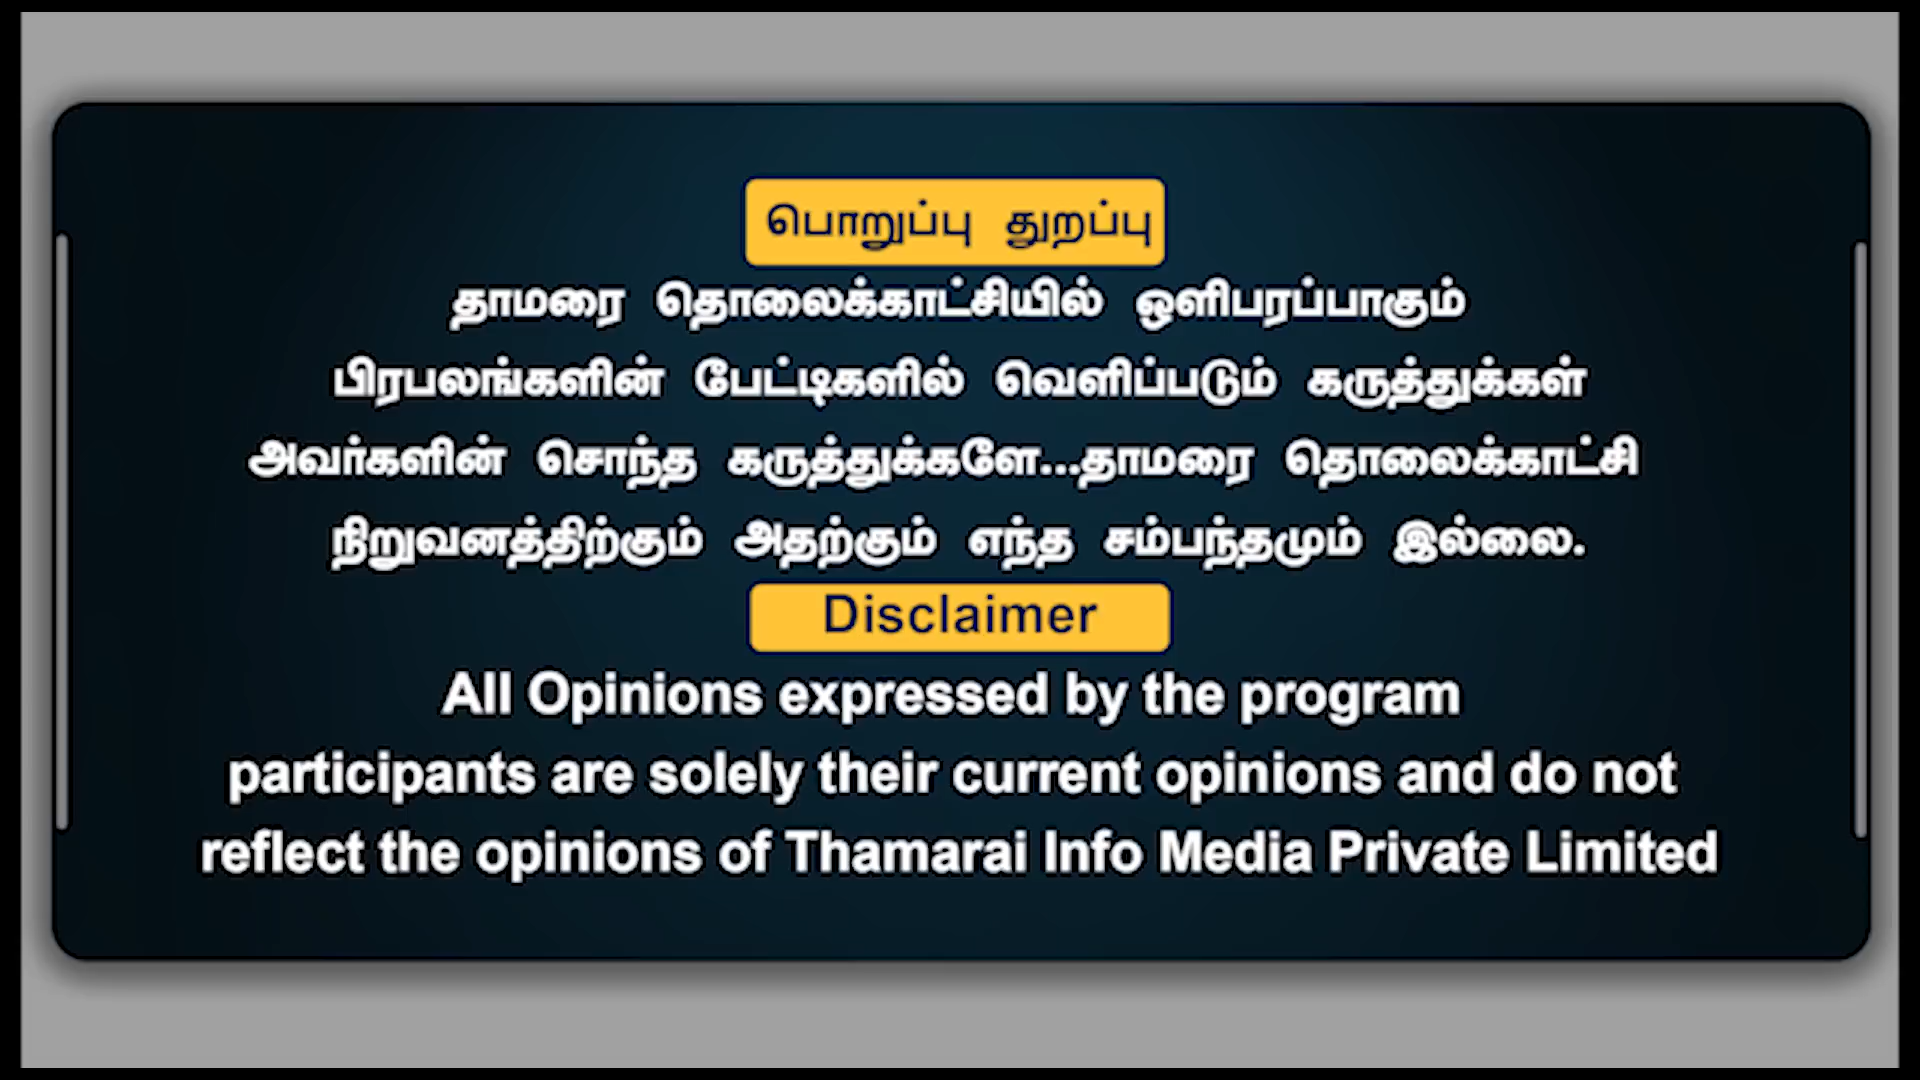 பொறுப்பு துறப்பு
தாமரை தொலைக்காட்சியில் ஒளிபரப்பாகும்
பிரபலங்களின் பேட்டிகளில் வெளிப்படும் கருத்துக்கள்
அவர்களின் சொந்த கருத்துக்களே...தாமரை தொலைக்காட்சி
நிறுவனத்திற்கும் அதற்கும் எந்த சம்பந்தமும் இல்லை.
Disclaimer
All Opinions expressed by the program
participants are solely their current opinions and do not
reflect the opinions of Thamarai Info Media Private Limited